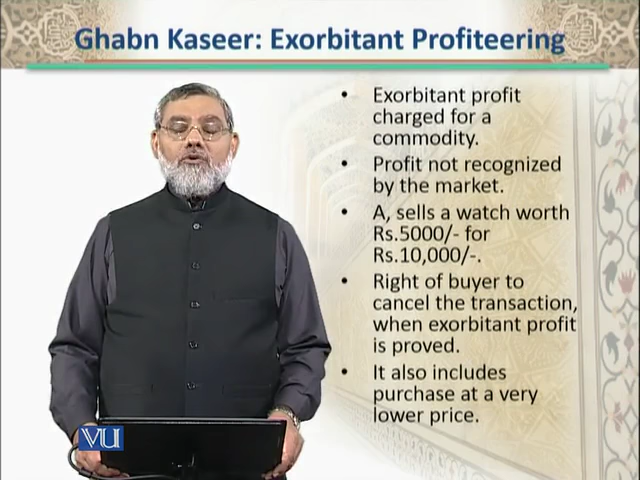 Ghabn Kaseer: Exorbitant Profiteering
• Exorbitant profit
charged for a
commodity.
• Profit not recognized
by the market.
• A, sells a watch worth
Rs.5000/- for
Rs.10,000/-.
• Right of buyer to
cancel the transaction,
when exorbitant profit
is proved.
• It also includes
purchase at a very
lower price.
VU